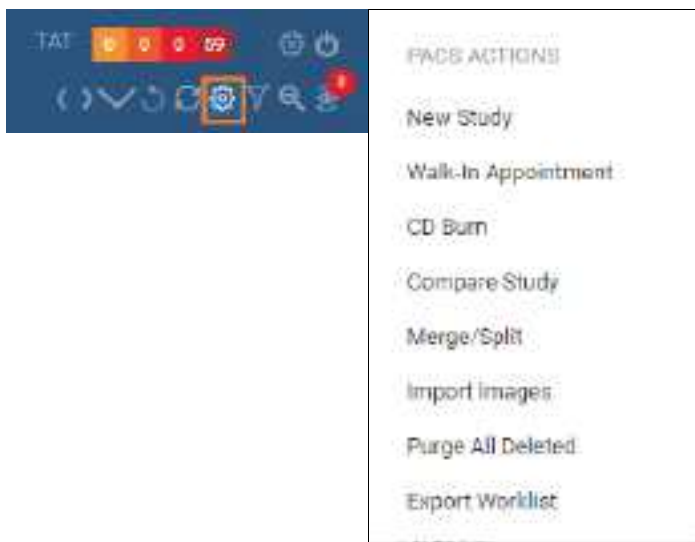 TAT 0 0 0 59
PACS ACTIONS
New Study
Walk-In Appointment
CD Burn
Compare Study
Merge/Split
Import Images
Purge All Deleted
Export Worklist